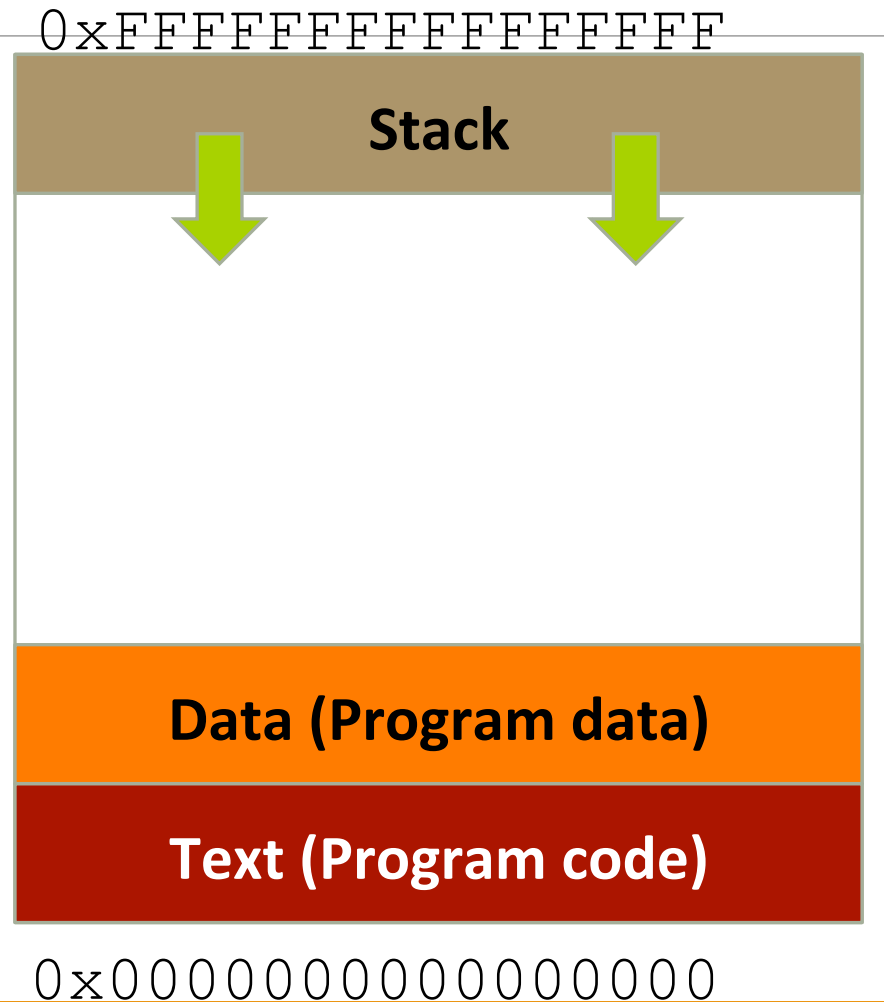 0xFFFFFFFFFFFFFFFF
Stack
Data (Program data)
Text (Program code)
0x0000000000000000